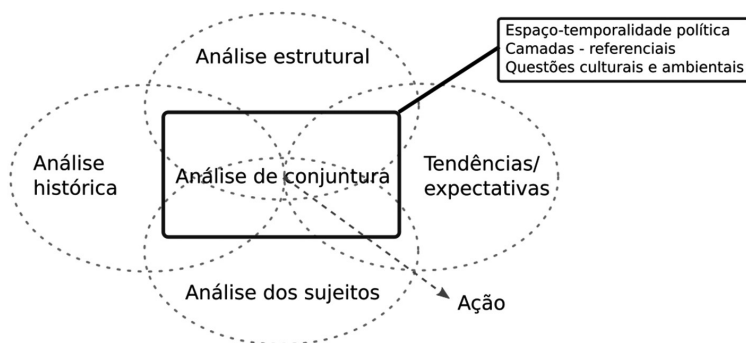 Espaço-temporalidade política
Camadas - referenciais
Questões culturais e ambientais
Análise estrutural
Análise
histórica
Análise de conjuntura
Tendências/
expectativas
Análise dos sujeitos
Ação